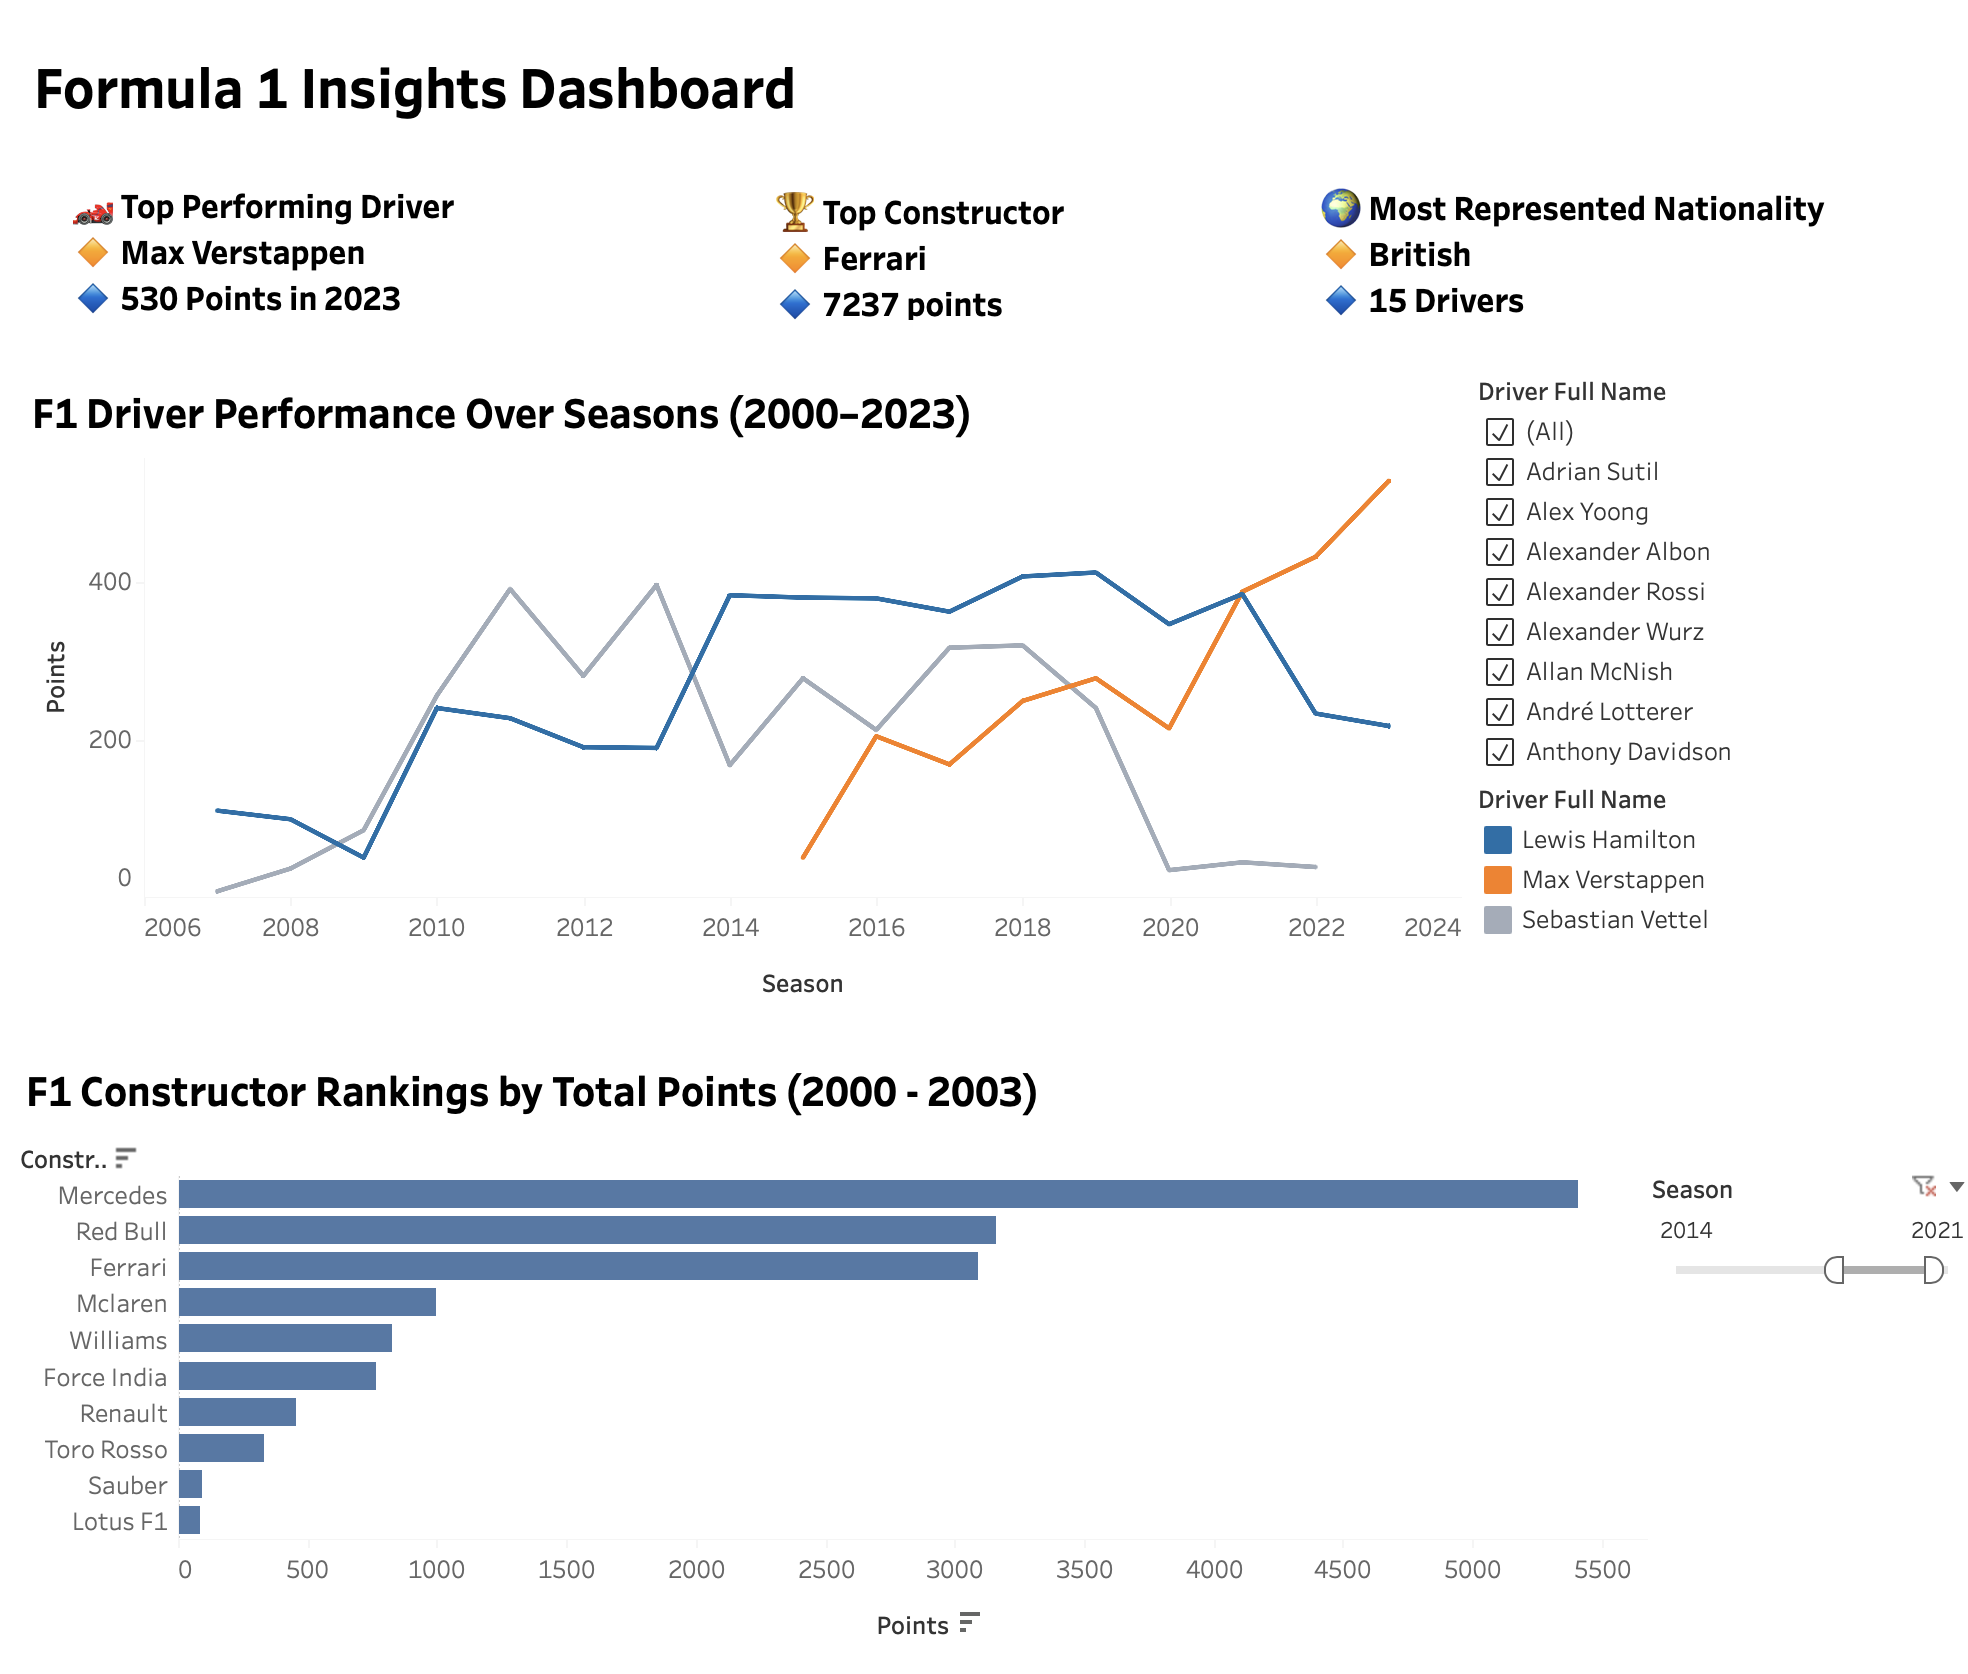 Formula 1 Insights Dashboard
🏎️ Top Performing Driver
🔶 Max Verstappen
🔷 530 Points in 2023
🏆 Top Constructor
🔶 Ferrari
🔷 7237 points
🌍 Most Represented Nationality
🔶 British
🔷 15 Drivers
F1 Driver Performance Over Seasons (2000–2023)
Points
400
200
0
2006 2008 2010 2012 2014 2016 2018 2020 2022 2024
Season
Driver Full Name
(All)
Adrian Sutil
Alex Yoong
Alexander Albon
Alexander Rossi
Alexander Wurz
Allan McNish
André Lotterer
Anthony Davidson
Driver Full Name
Lewis Hamilton
Max Verstappen
Sebastian Vettel
F1 Constructor Rankings by Total Points (2000 - 2003)
Constr..
Mercedes
Red Bull
Ferrari
Mclaren
Williams
Force India
Renault
Toro Rosso
Sauber
Lotus F1
0 500 1000 1500 2000 2500 3000 3500 4000 4500 5000 5500
Points
Season
2014 2021